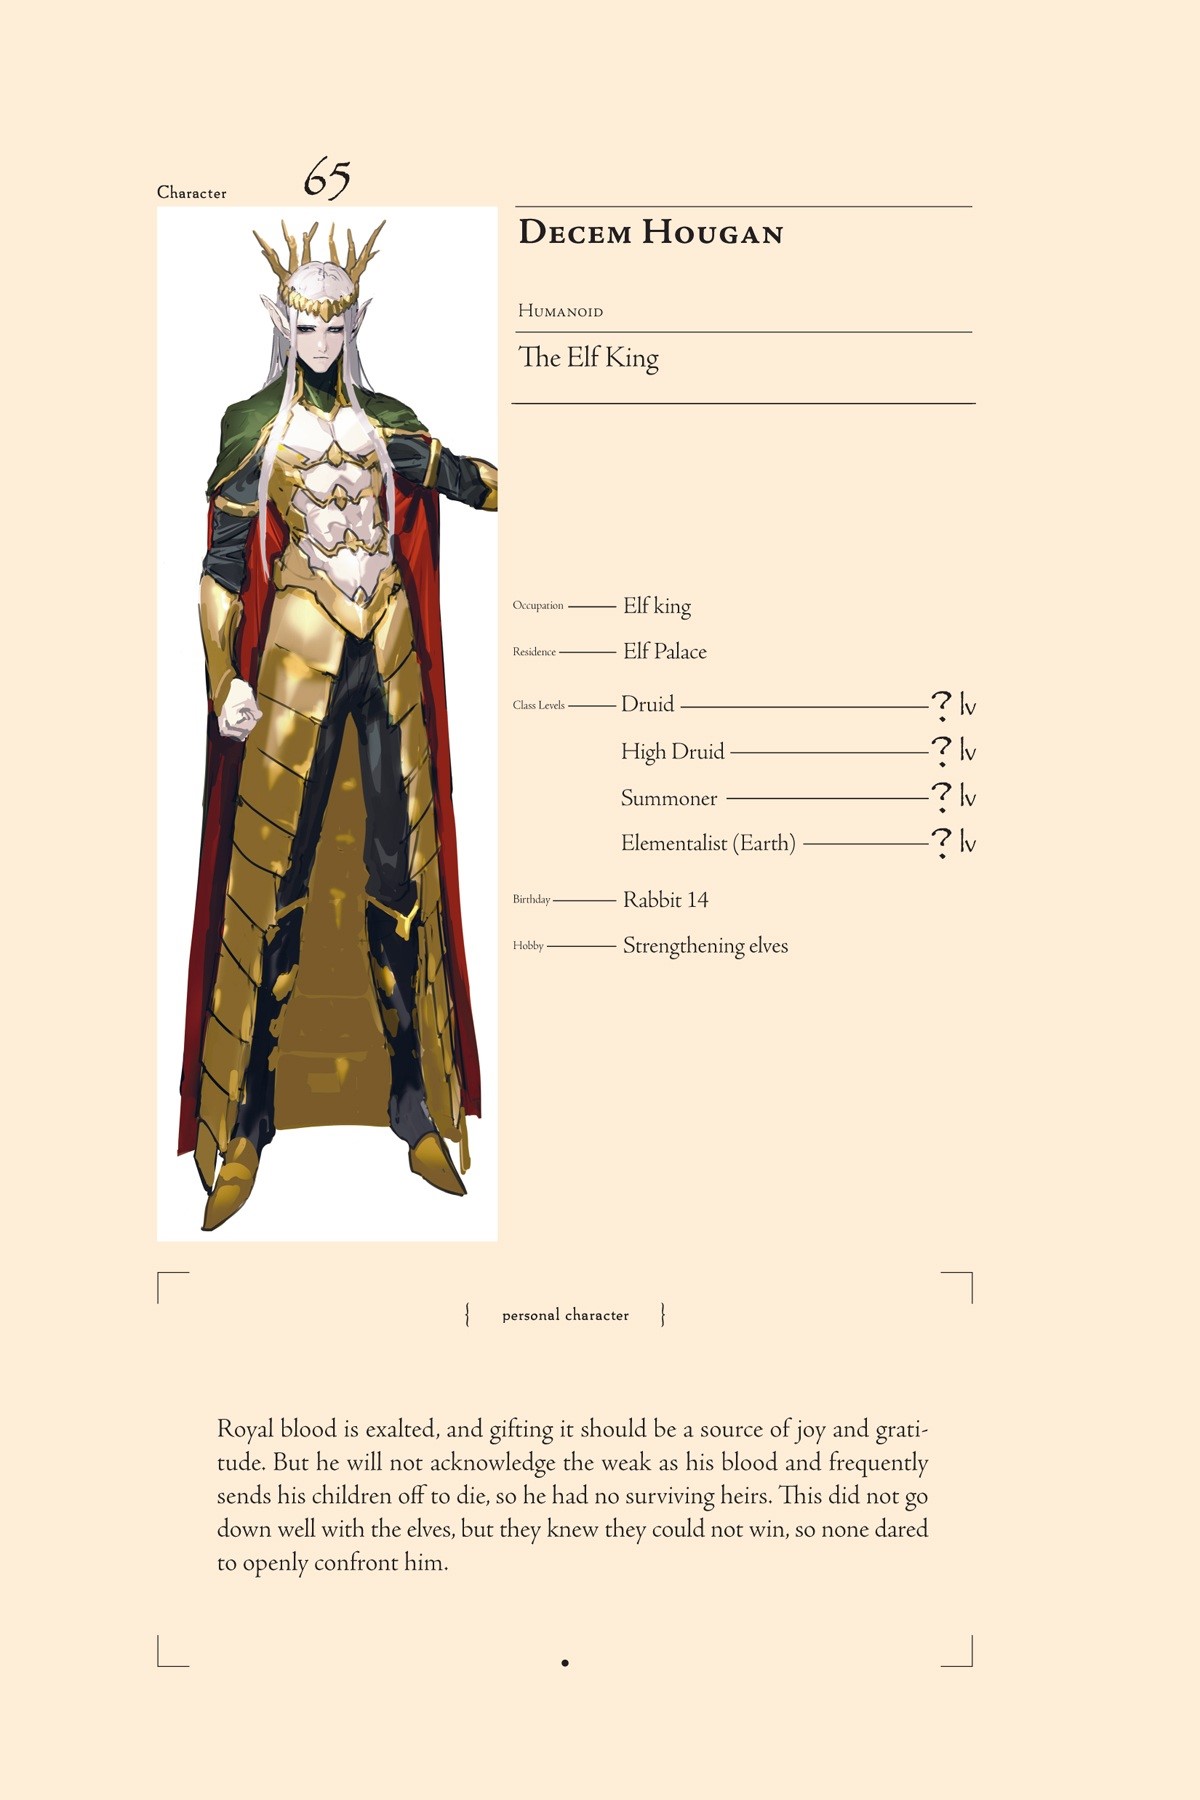 Character 65
Decem Hougan
Humanoid
The Elf King
Occupation Elf king
Residence Elf Palace
Class Levels Druid ? lv
High Druid ? lv
Summoner ? lv
Elementalist (Earth) ? lv
Birthday Rabbit 14
Hobby Strengthening elves
{ personal character }
Royal blood is exalted, and gifting it should be a source of joy and grati-
tude. But he will not acknowledge the weak as his blood and frequently
sends his children off to die, so he had no surviving heirs. This did not go
down well with the elves, but they knew they could not win, so none dared
to openly confront him.